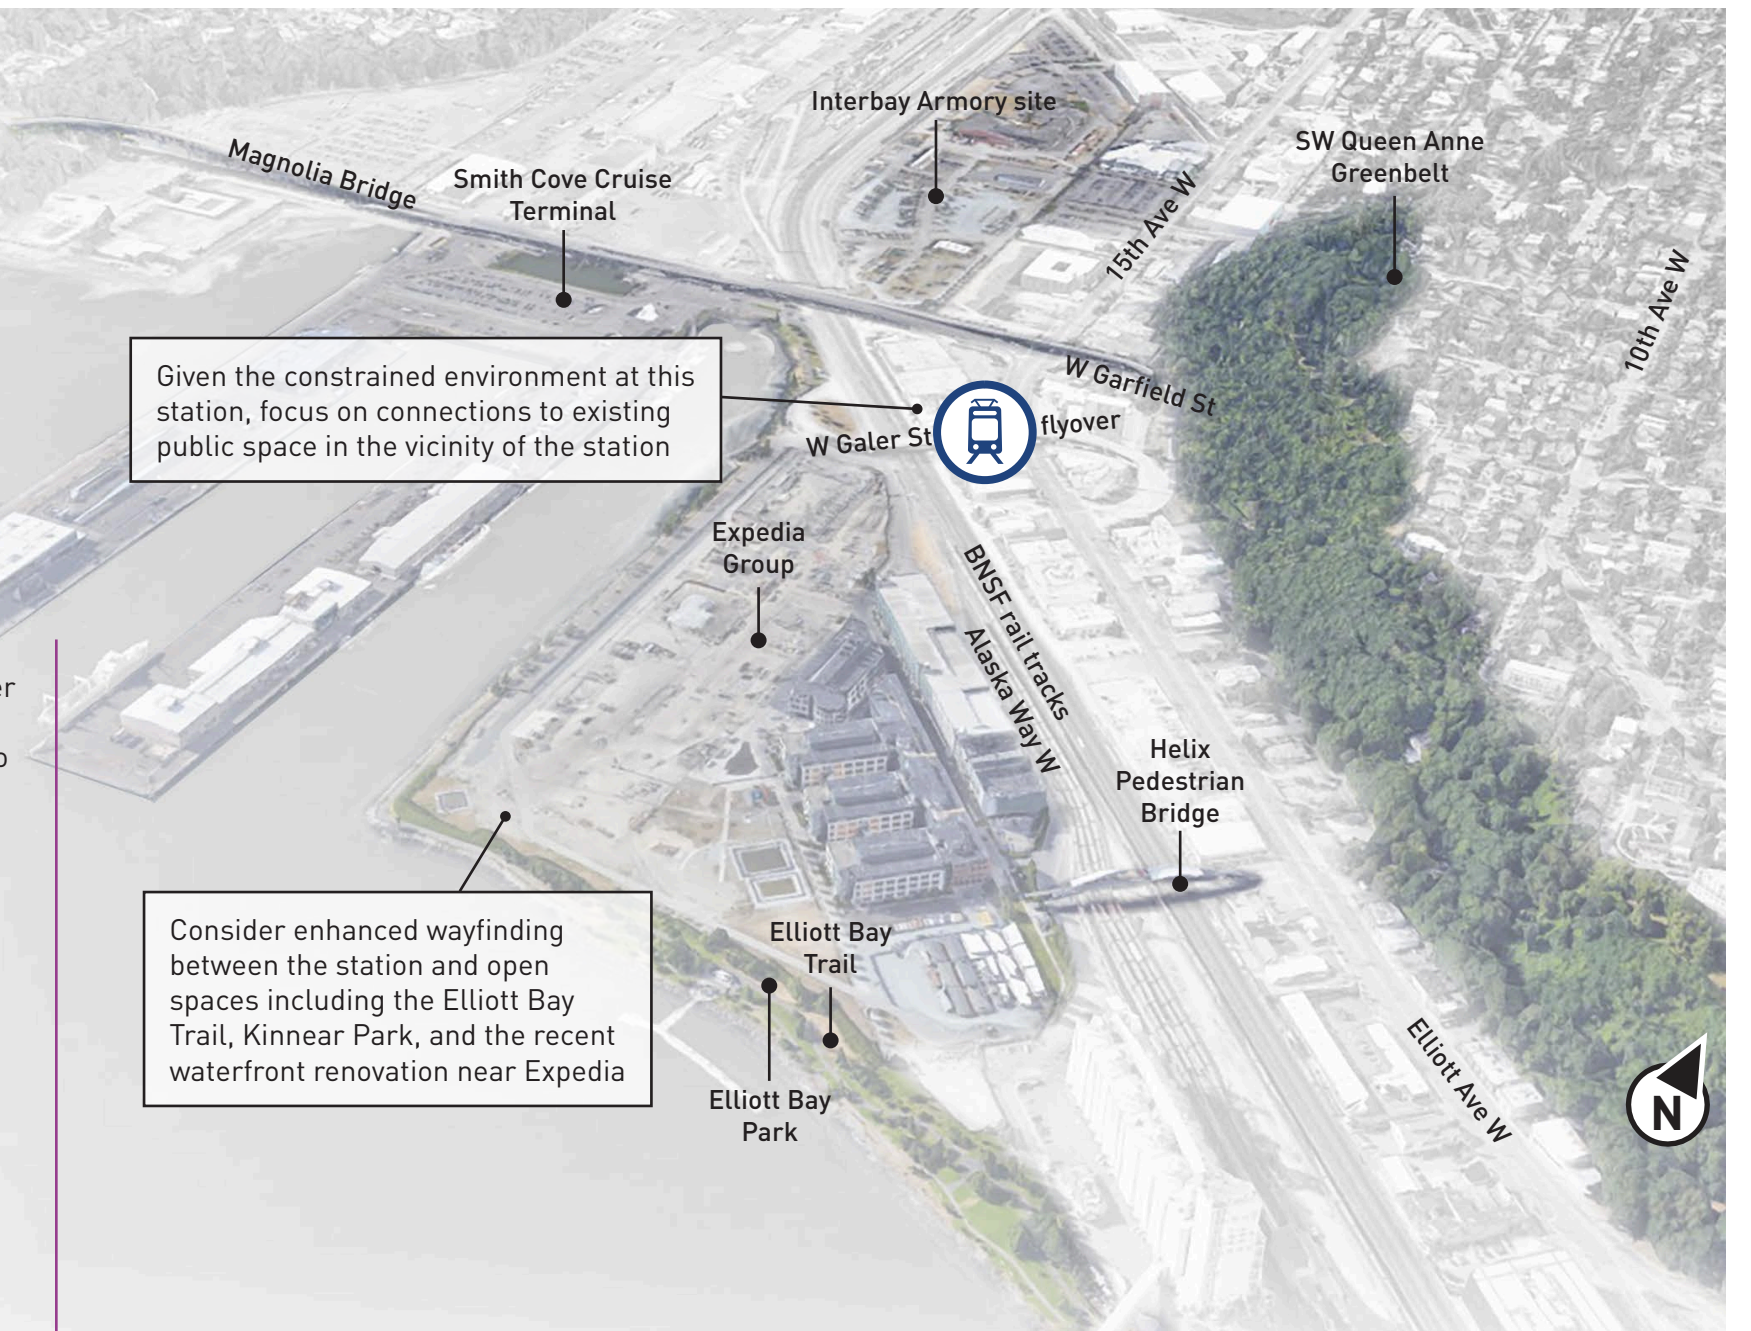 Interbay Armory site
SW Queen Anne
Greenbelt
Magnolia Bridge
Smith Cove Cruise
Terminal
15th Ave W
10th Ave W
Given the constrained environment at this
station, focus on connections to existing
public space in the vicinity of the station
W Garfield St
W Galer St
flyover
Expedia
Group
BNSF rail tracks
Alaska Way W
er
o
Helix
Pedestrian
Bridge
Consider enhanced wayfinding
between the station and open
spaces including the Elliott Bay
Trail, Kinnear Park, and the recent
waterfront renovation near Expedia
Elliott Bay
Trail
Elliott Bay
Park
Elliott Ave W
N